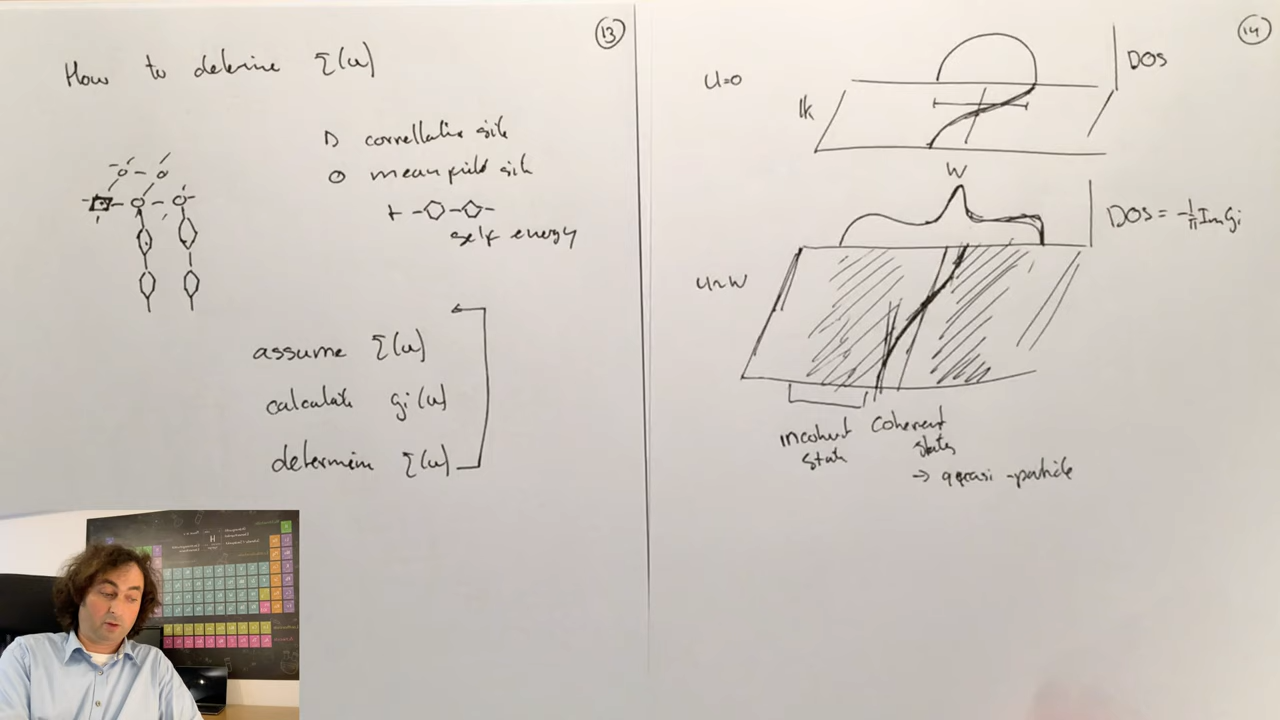 13
How to determine Σ(ω)
□ correllation site
○ mean field site
self energy
assume Σ(ω)
calculate gi(ω)
determine Σ(ω)
14
U=0
DOS
k
W
DOS = -1/π Im gi
U~W
incoherent states
Coherent states
→ quasi-particle
H